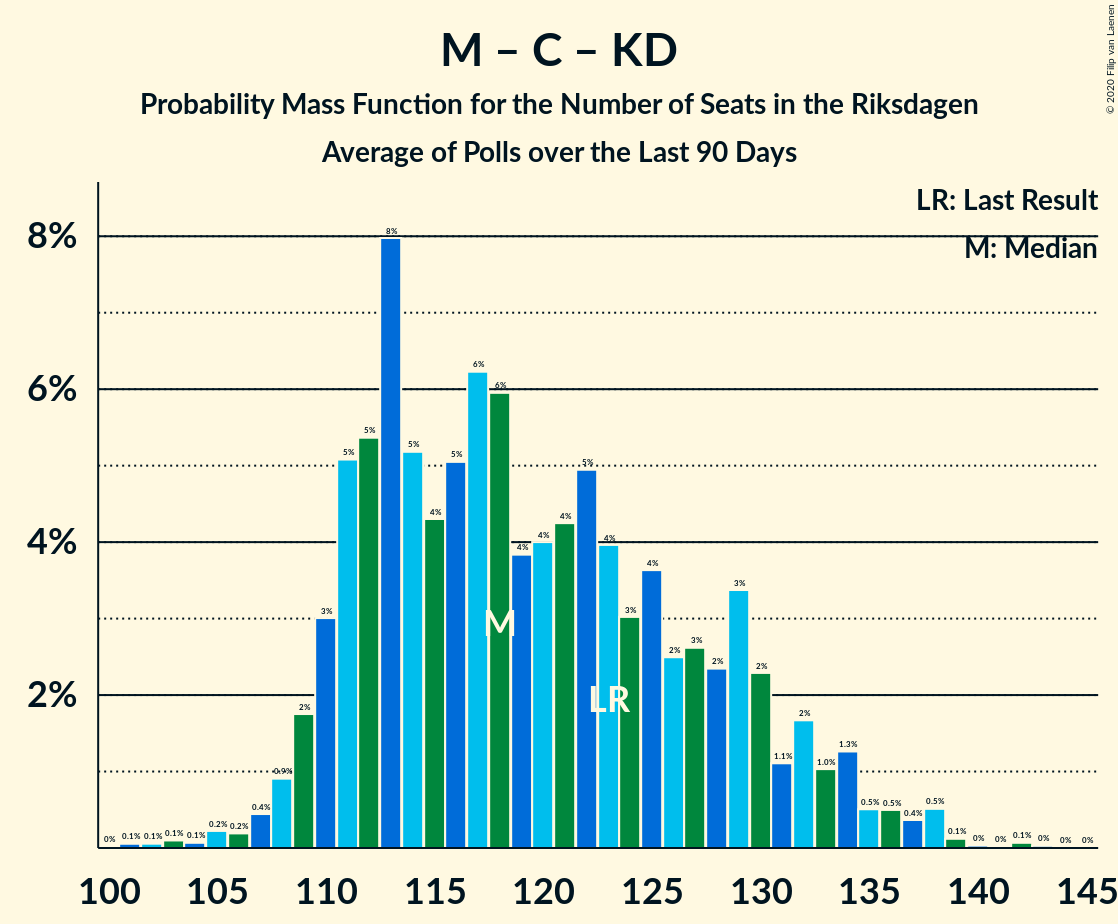 © 2020 Filip van Laenen
M – C – KD
Probability Mass Function for the Number of Seats in the Riksdagen
Average of Polls over the Last 90 Days
LR: Last Result
M: Median
8%
6%
4%
2%
0% 0.1% 0.1% 0.1% 0.1% 0.2% 0.2% 0.4% 0.9% 2% 3% 5% 5% 8% 5% 4% 5% 6% 6% 4% 4% 4% 5% 4% 3% 4% 2% 3% 2% 3% 2% 1.1% 2% 1.0% 1.3% 0.5% 0.5% 0.4% 0.5% 0.1% 0% 0% 0.1% 0% 0% 0%
M
LR
100 105 110 115 120 125 130 135 140 145